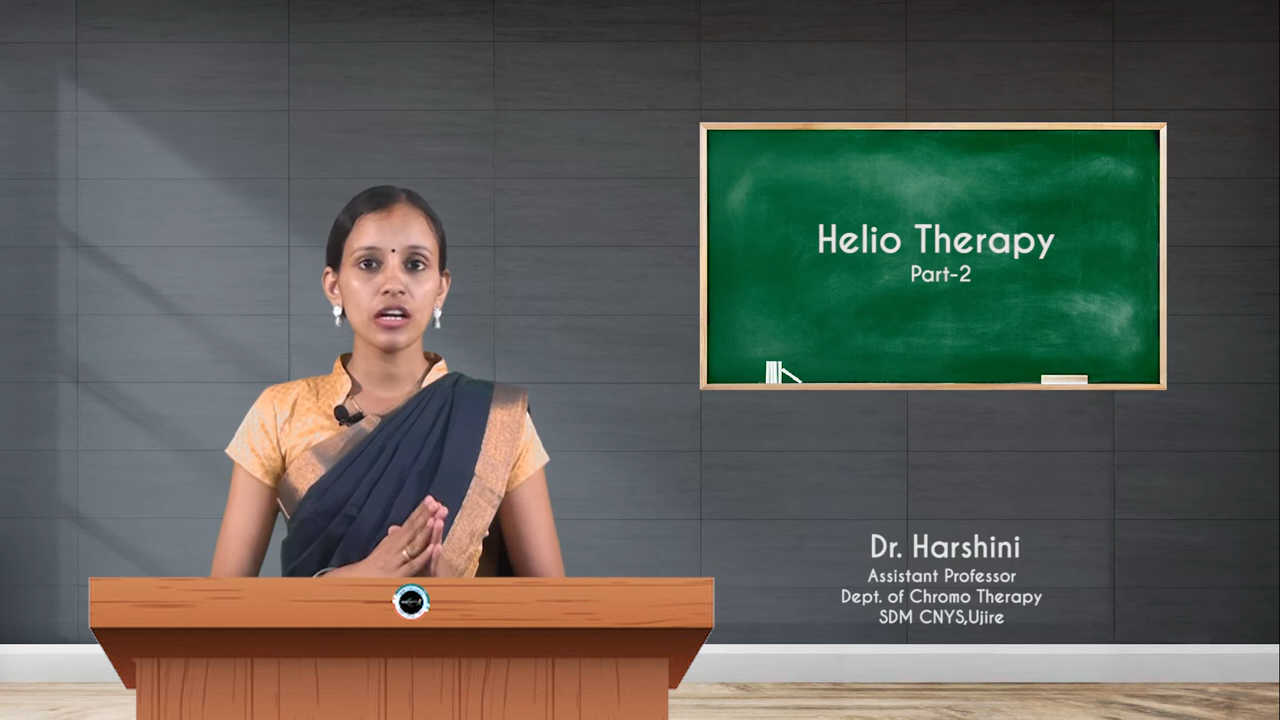 Helio Therapy
Part-2
Dr. Harshini
Assistant Professor
Dept. of Chromo Therapy
SDM CNYS,Ujire